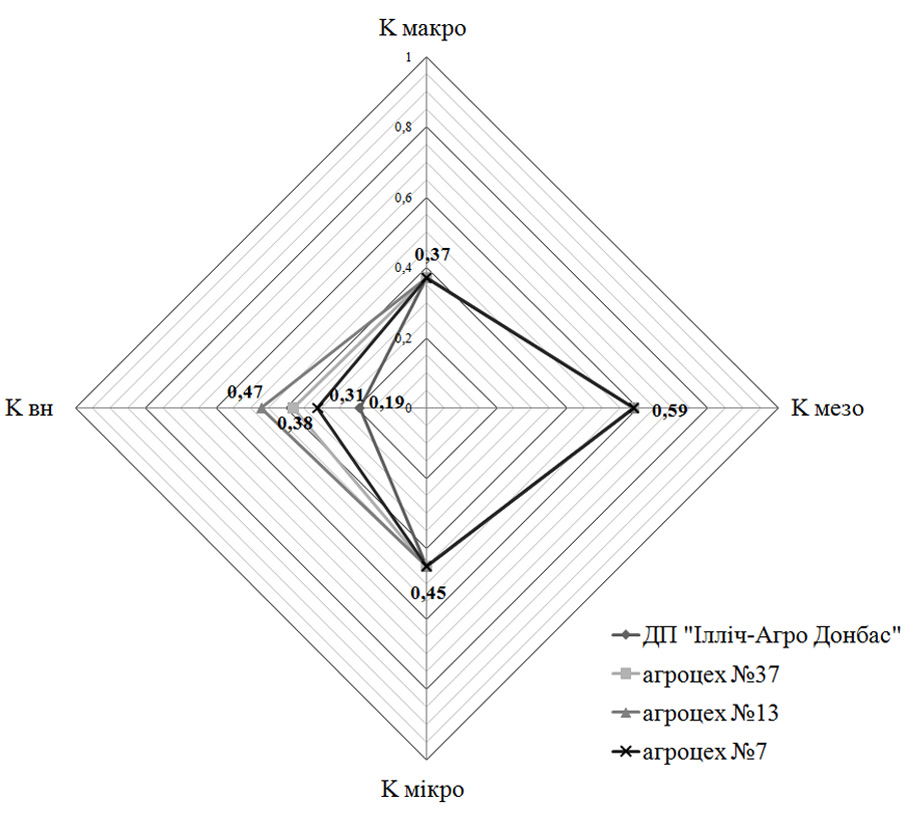 К макро
1
0,8
0,6
0,37
0,4
0,2
0,47
0,31
0,19
0
К вн
0,38
0,59
К мезо
0,45
ДП "Ілліч-Агро Донбас"
агроцех №37
агроцех №13
агроцех №7
К мікро